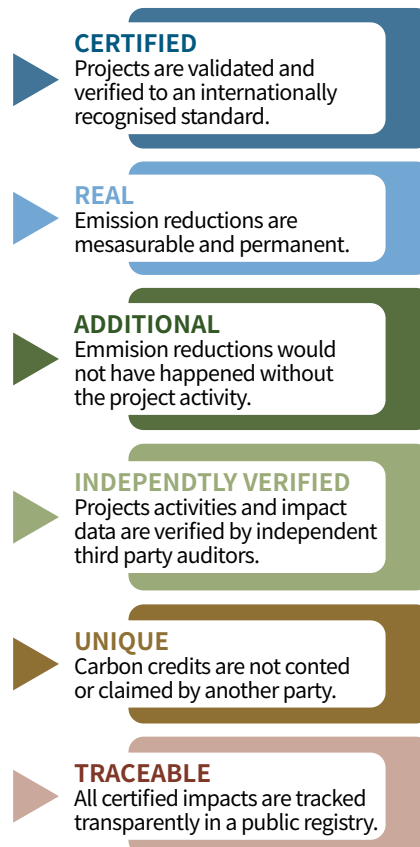 CERTIFIED
Projects are validated and
verified to an internationally
recognised standard.
REAL
Emission reductions are
mesasurable and permanent.
ADDITIONAL
Emmision reductions would
not have happened without
the project activity.
INDEPENDTLY VERIFIED
Projects activities and impact
data are verified by independent
third party auditors.
UNIQUE
Carbon credits are not conted
or claimed by another party.
TRACEABLE
All certified impacts are tracked
transparently in a public registry.